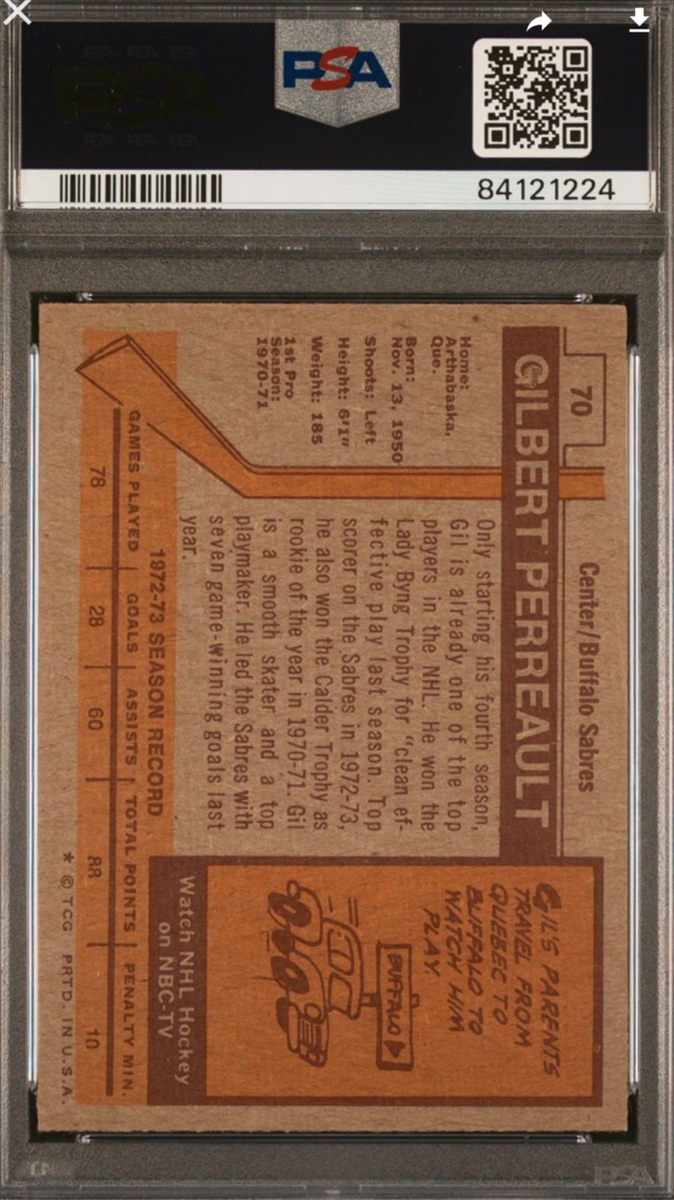 PSA
84121224
70
Center/Buffalo Sabres
GILBERT PERREAULT
Home:
Arthabaska,
Que.
Born:
Nov. 13, 1950
Shoots: Left
Height: 6'1"
Weight: 185
1st Pro
Season:
1970-71
Only starting his fourth season,
Gil is already one of the top
players in the NHL. He won the
Lady Byng Trophy for "clean ef-
fective play last season. Top
scorer on the Sabres in 1972-73,
he also won the Calder Trophy as
rookie of the year in 1970-71. Gil
is a smooth skater and a top
playmaker. He led the Sabres with
seven game-winning goals last
year.
GIL'S PARENTS
TRAVEL FROM
QUEBEC TO
BUFFALO TO
WATCH HIM
PLAY.
BUFFALO
Watch NHL Hockey
on NBC-TV
1972-73 SEASON RECORD
GAMES PLAYED GOALS ASSISTS TOTAL POINTS PENALTY MIN.
78 28 60 88 10
* © TCG PRTD. IN U.S.A.
PSA